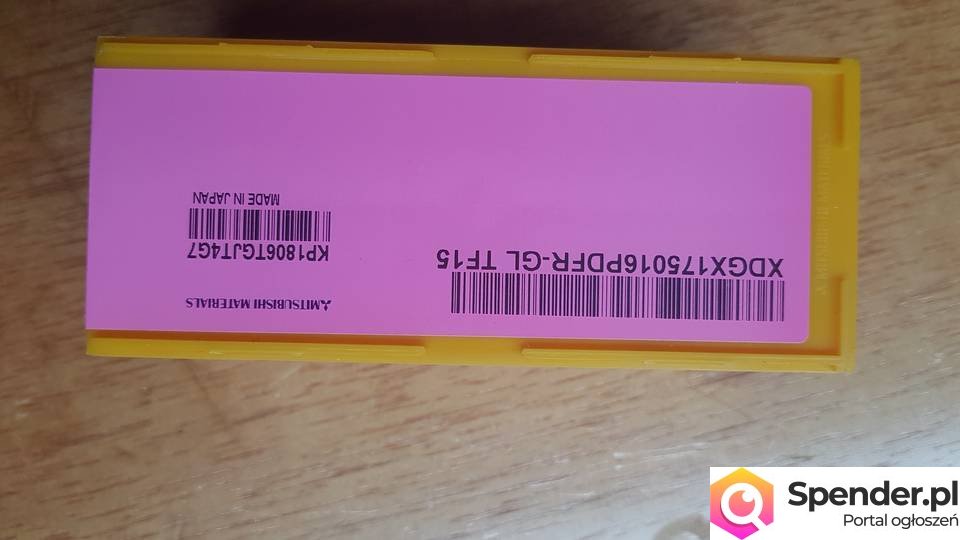 XDGX175016PDFR-GL TF15
MITSUBISHI MATERIALS
KP1806TGJT4G7
MADE IN JAPAN
Spender.pl
Portal ogłoszeń